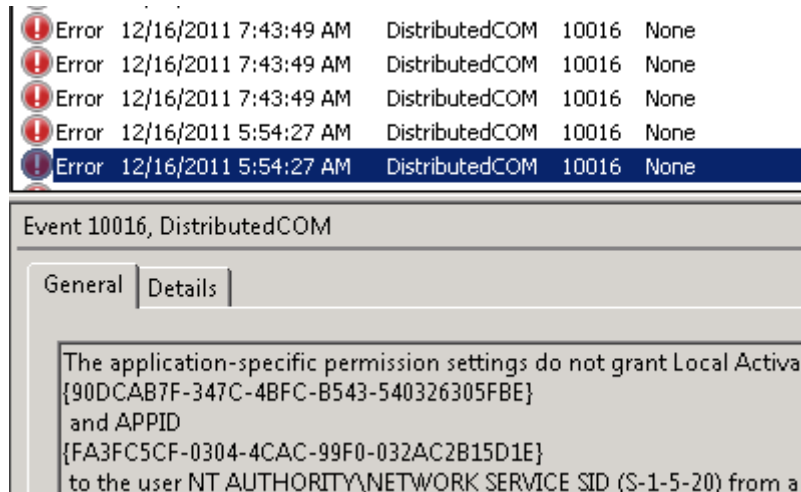 Error 12/16/2011 7:43:49 AM DistributedCOM 10016 None
Error 12/16/2011 7:43:49 AM DistributedCOM 10016 None
Error 12/16/2011 7:43:49 AM DistributedCOM 10016 None
Error 12/16/2011 5:54:27 AM DistributedCOM 10016 None
Error 12/16/2011 5:54:27 AM DistributedCOM 10016 None
Event 10016, DistributedCOM
General Details
The application-specific permission settings do not grant Local Activa
{90DCAB7F-347C-4BFC-B543-540326305FBE}
and APPID
{FA3FC5CF-0304-4CAC-99F0-032AC2B15D1E}
to the user NT AUTHORITY\NETWORK SERVICE SID (S-1-5-20) from a